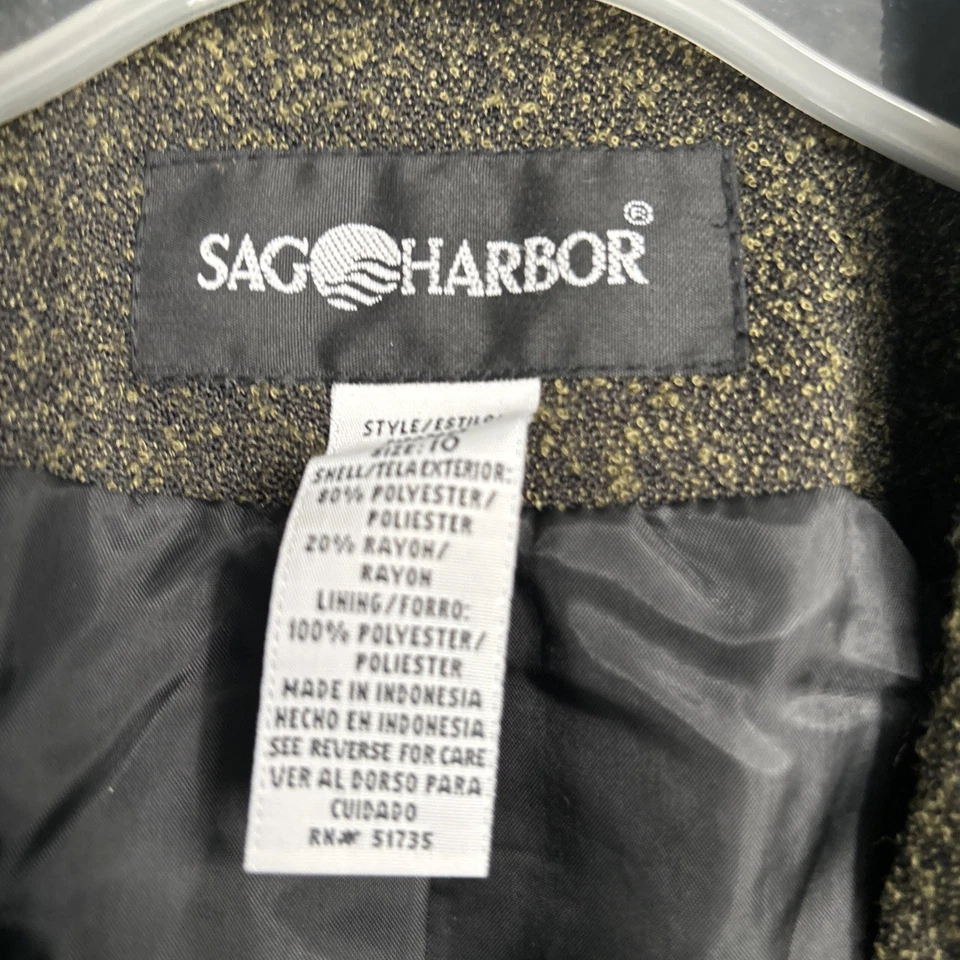 SAG HARBOR®
STYLE/ESTILO:
SIZE: 10
SHELL/TELA EXTERIOR:
80% POLYESTER/
POLIESTER
20% RAYON/
RAYON
LINING/FORRO:
100% POLYESTER/
POLIESTER
MADE IN INDONESIA
HECHO EN INDONESIA
SEE REVERSE FOR CARE
VER AL DORSO PARA
CUIDADO
RN# 51735